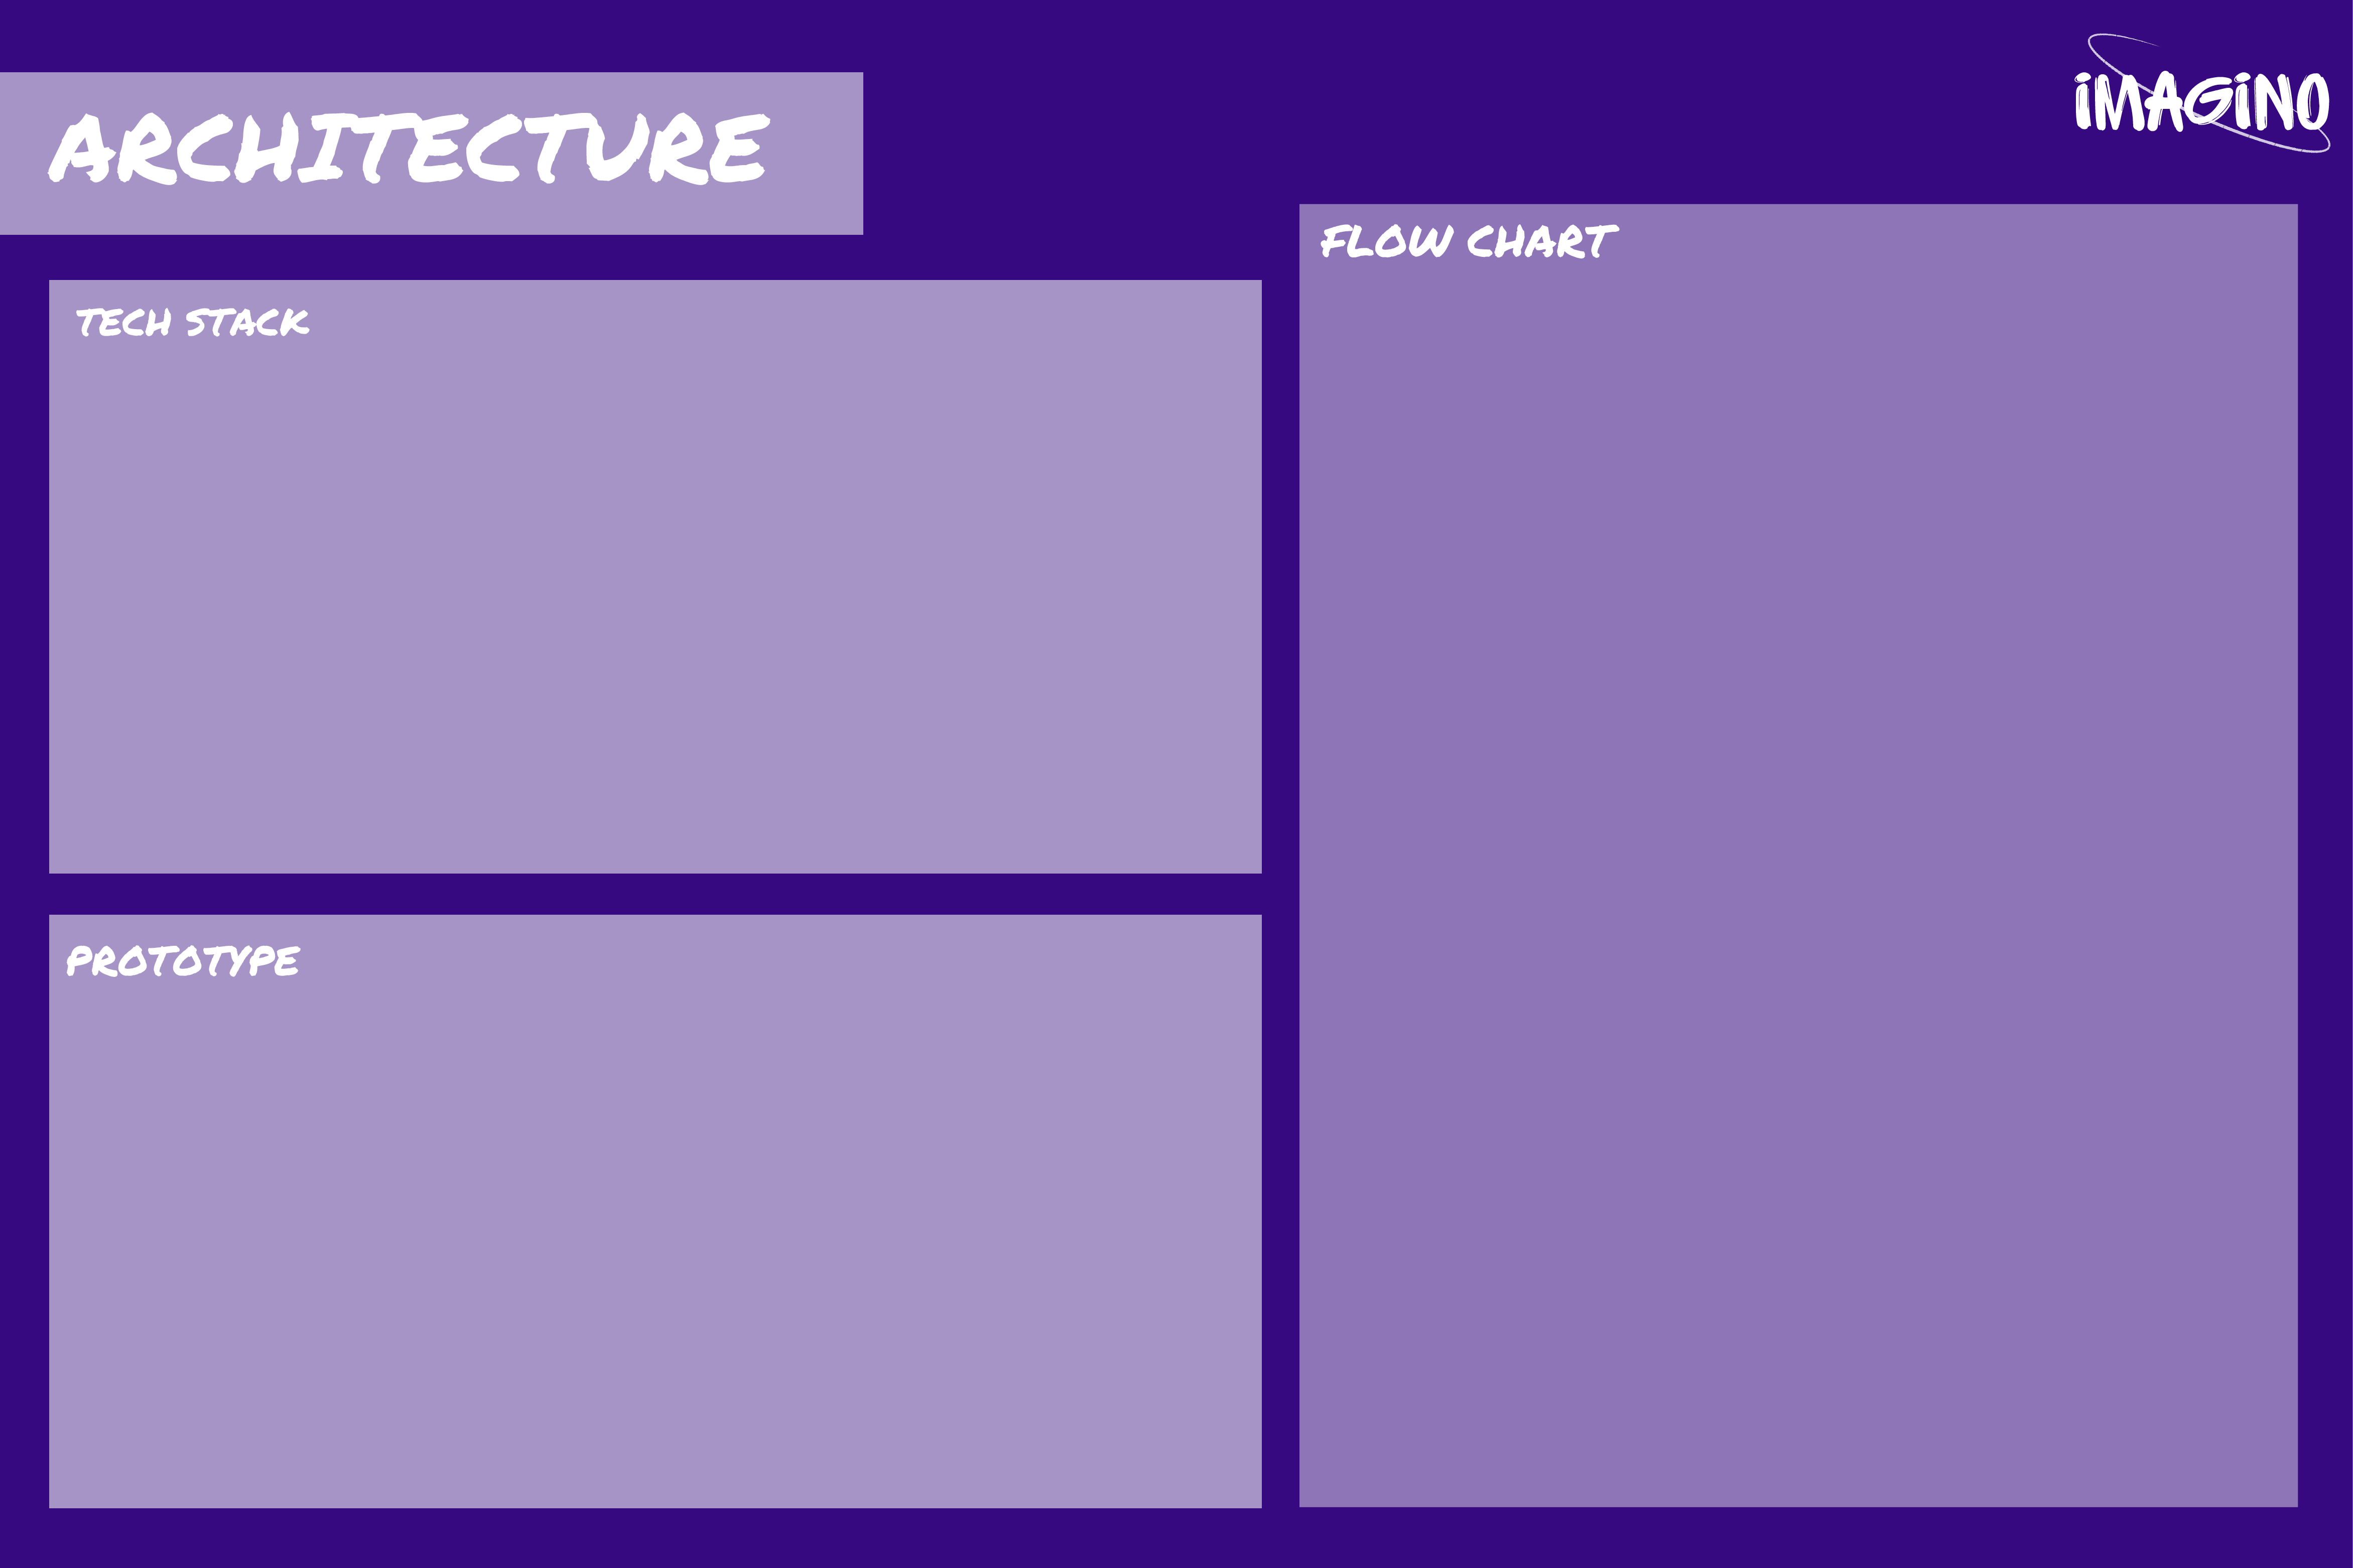 ARCHITECTURE
iMAGiNO
TECH STACK
FLOW CHART
PROTOTYPE